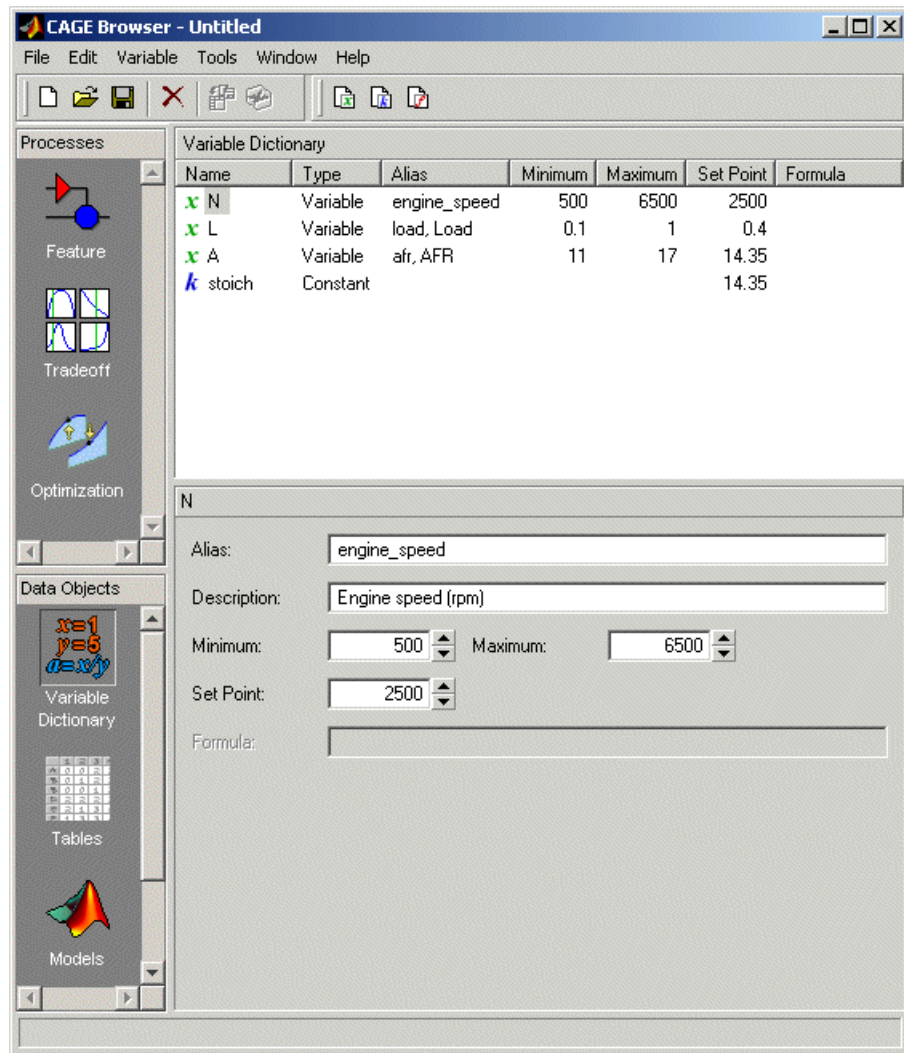 CAGE Browser - Untitled
File Edit Variable Tools Window Help
Processes
Feature
Tradeoff
Optimization
Variable Dictionary
Name Type Alias Minimum Maximum Set Point Formula
x N Variable engine_speed 500 6500 2500
x L Variable load, Load 0.1 1 0.4
x A Variable afr, AFR 11 17 14.35
k stoich Constant 14.35
N
Alias: engine_speed
Description: Engine speed (rpm)
Minimum: 500 Maximum: 6500
Set Point: 2500
Formula:
Data Objects
x=1
y=5
a=x/y
Variable
Dictionary
Tables
Models